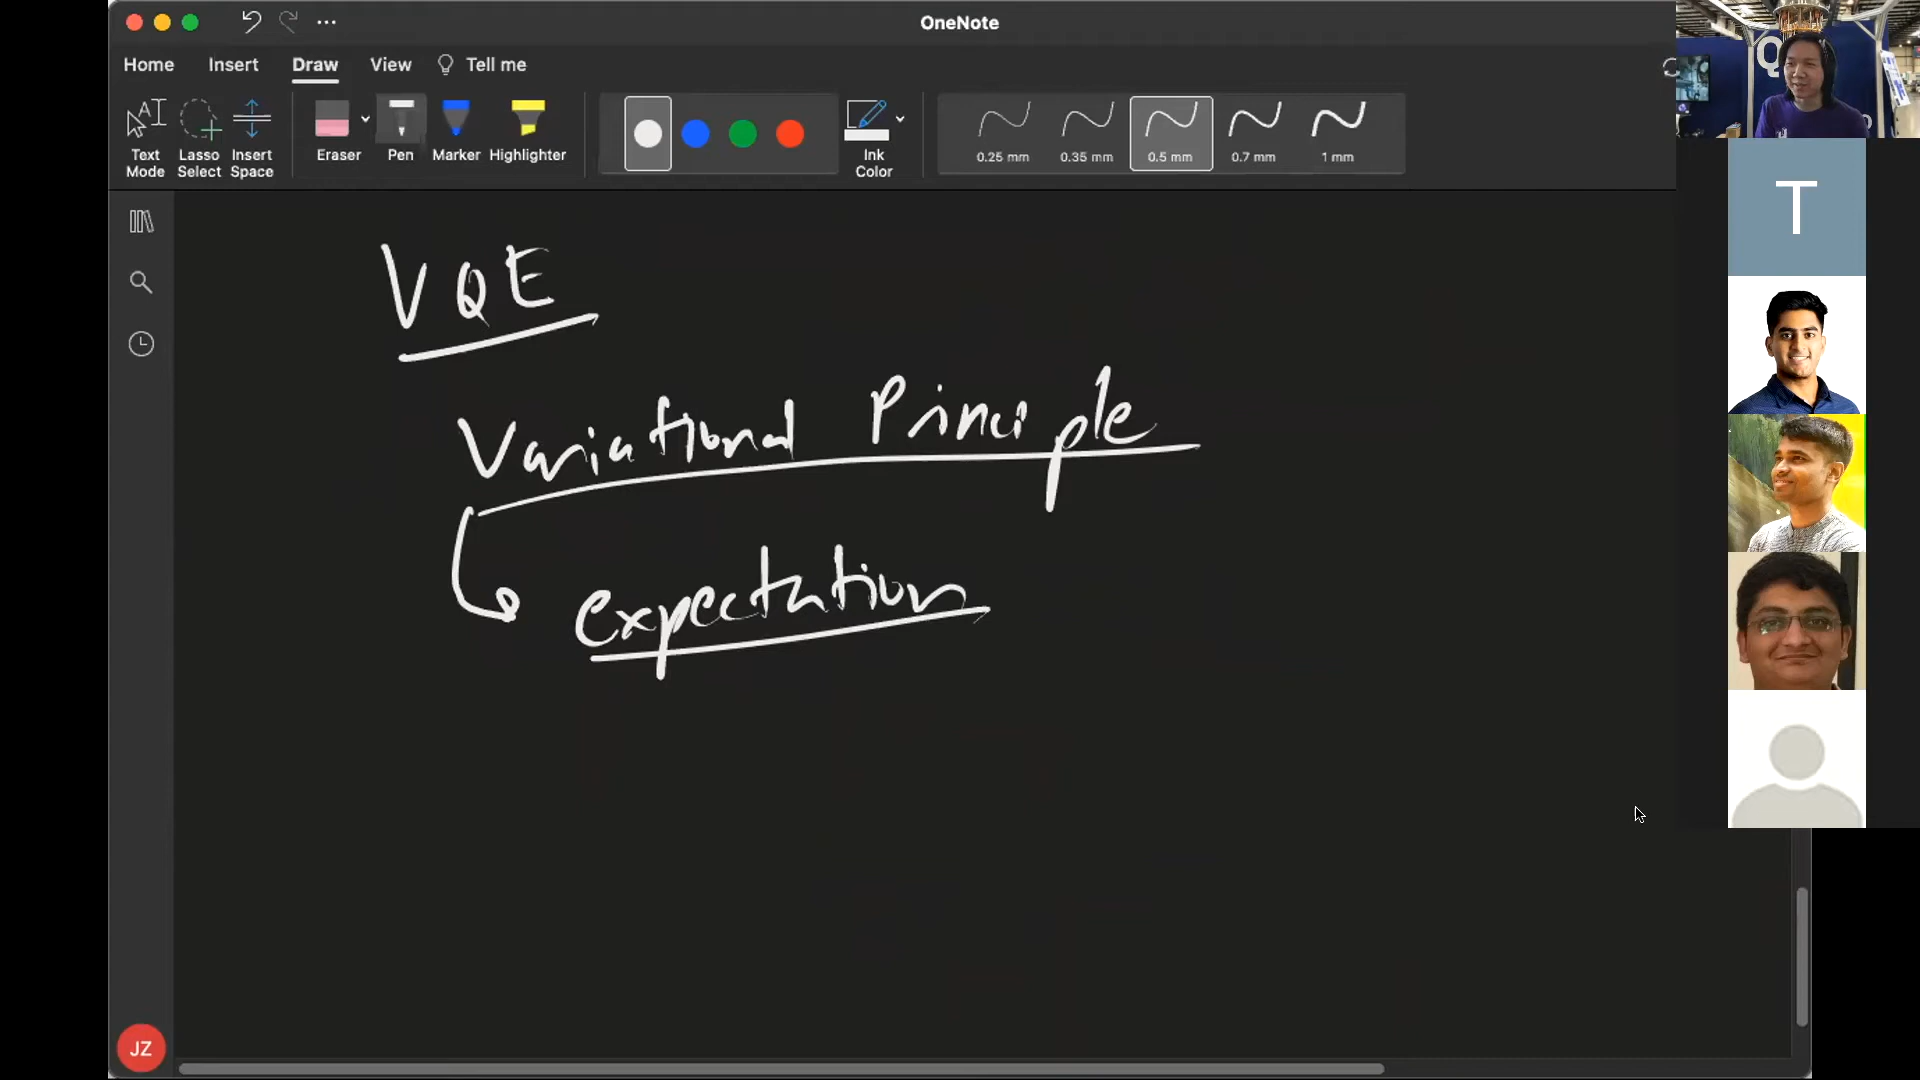 OneNote
Home Insert Draw View Tell me
Text Mode Lasso Select Insert Space Eraser Pen Marker Highlighter Ink Color 0.25 mm 0.35 mm 0.5 mm 0.7 mm 1 mm
T
VQE
Variational Principle
expectation
JZ